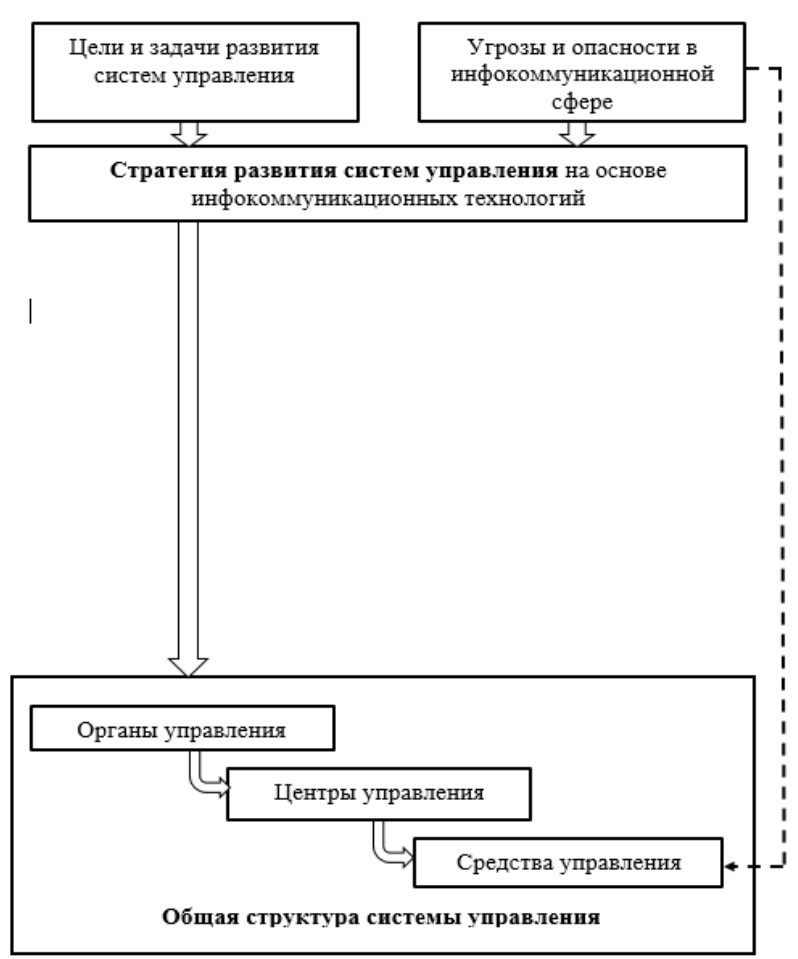 Цели и задачи развития
систем управления
Угрозы и опасности в
инфокоммуникационной
сфере
Стратегия развития систем управления на основе
инфокоммуникационных технологий
Органы управления
Центры управления
Средства управления
Общая структура системы управления